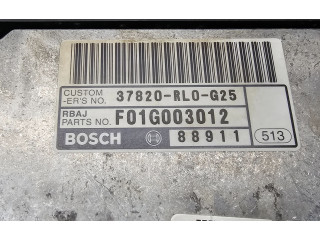 CUSTOM
-ER'S NO. 37820-RL0-G25
RBAJ
PARTS NO. F01G003012
BOSCH 88911 513